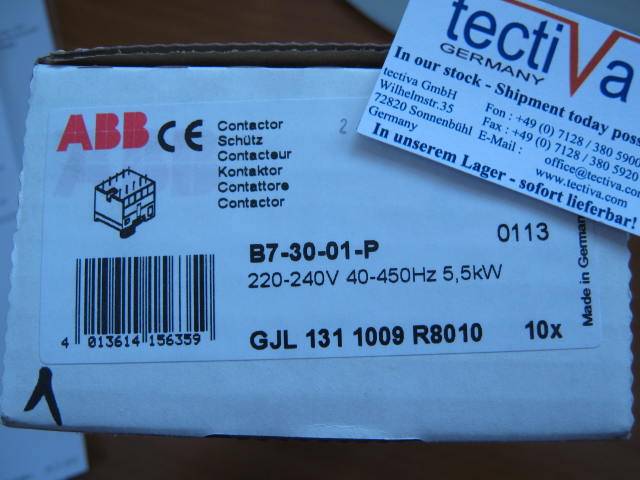 tectiVa
GERMANY
In our stock - Shipment today
tectiva GmbH
Wilhelmstr.35
72820 Sonnenbühl
Germany
Fon : +49 (0) 7128 / 380 5900
Fax : +49 (0) 7128 / 380 5920
E-Mail : office@tectiva.com
www.tectiva.com
In unserem Lager - sofort lieferbar!
ABB CE
Contactor
Schütz
Contacteur
Kontaktor
Contattore
Contactor
2
B7-30-01-P
0113
220-240V 40-450Hz 5,5kW
GJL 131 1009 R8010
10x
Made in Germany
4 013614 156359
1